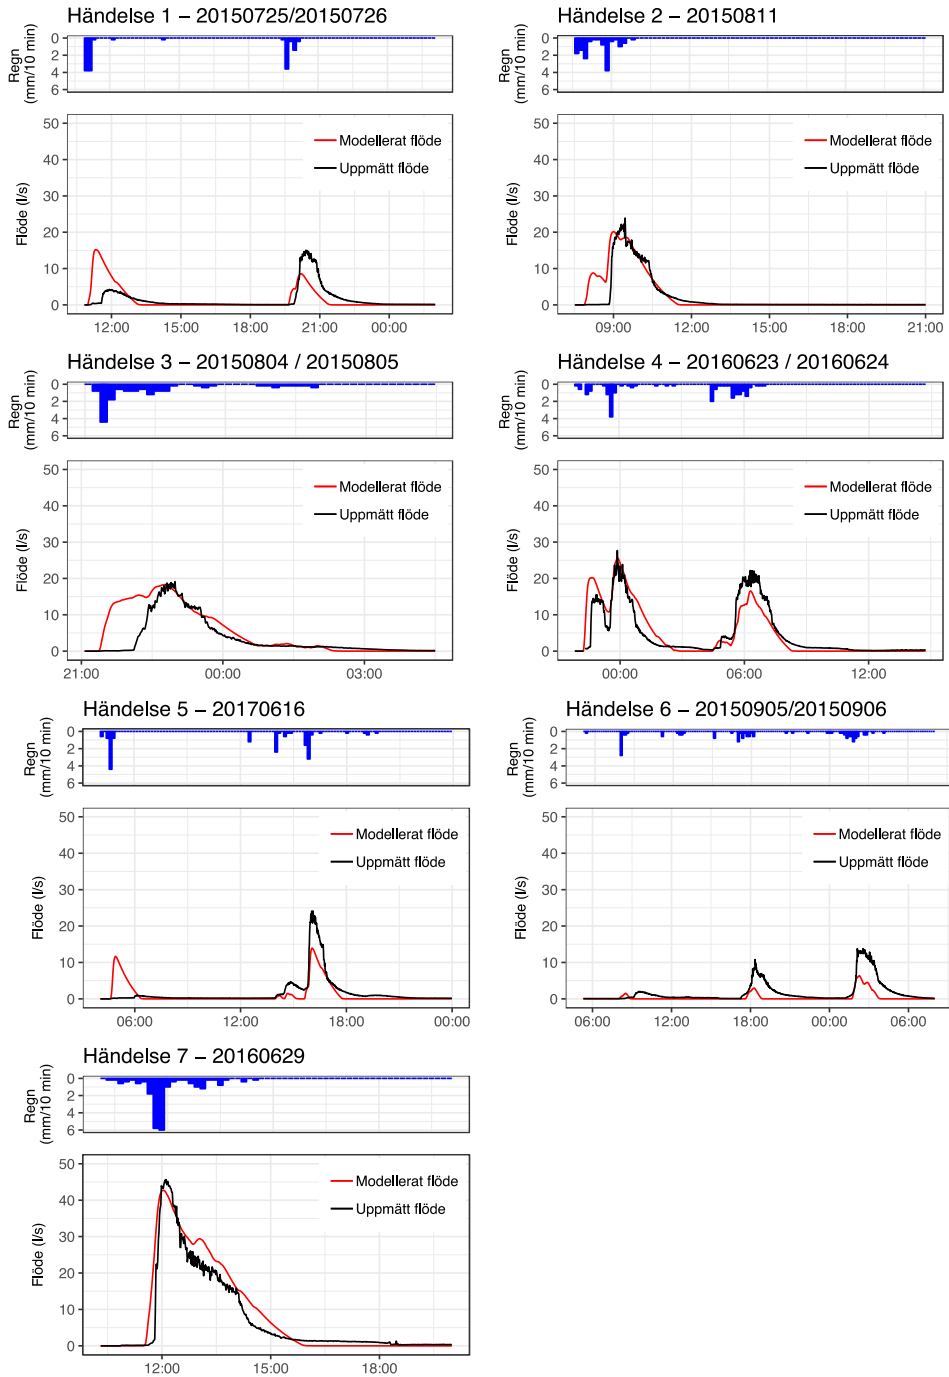 Händelse 1 – 20150725/20150726
Regn
(mm/10 min)
0
2
4
6
Flöde (l/s)
50
40
30
20
10
0
Modellerat flöde
Uppmätt flöde
12:00 15:00 18:00 21:00 00:00
Händelse 2 – 20150811
Regn
(mm/10 min)
0
2
4
6
Flöde (l/s)
50
40
30
20
10
0
Modellerat flöde
Uppmätt flöde
09:00 12:00 15:00 18:00 21:00
Händelse 3 – 20150804 / 20150805
Regn
(mm/10 min)
0
2
4
6
Flöde (l/s)
50
40
30
20
10
0
Modellerat flöde
Uppmätt flöde
21:00 00:00 03:00
Händelse 4 – 20160623 / 20160624
Regn
(mm/10 min)
0
2
4
6
Flöde (l/s)
50
40
30
20
10
0
Modellerat flöde
Uppmätt flöde
00:00 06:00 12:00
Händelse 5 – 20170616
Regn
(mm/10 min)
0
2
4
6
Flöde (l/s)
50
40
30
20
10
0
Modellerat flöde
Uppmätt flöde
06:00 12:00 18:00 00:00
Händelse 6 – 20150905/20150906
Regn
(mm/10 min)
0
2
4
6
Flöde (l/s)
50
40
30
20
10
0
Modellerat flöde
Uppmätt flöde
06:00 12:00 18:00 00:00 06:00
Händelse 7 – 20160629
Regn
(mm/10 min)
0
2
4
6
Flöde (l/s)
50
40
30
20
10
0
Modellerat flöde
Uppmätt flöde
12:00 15:00 18:00